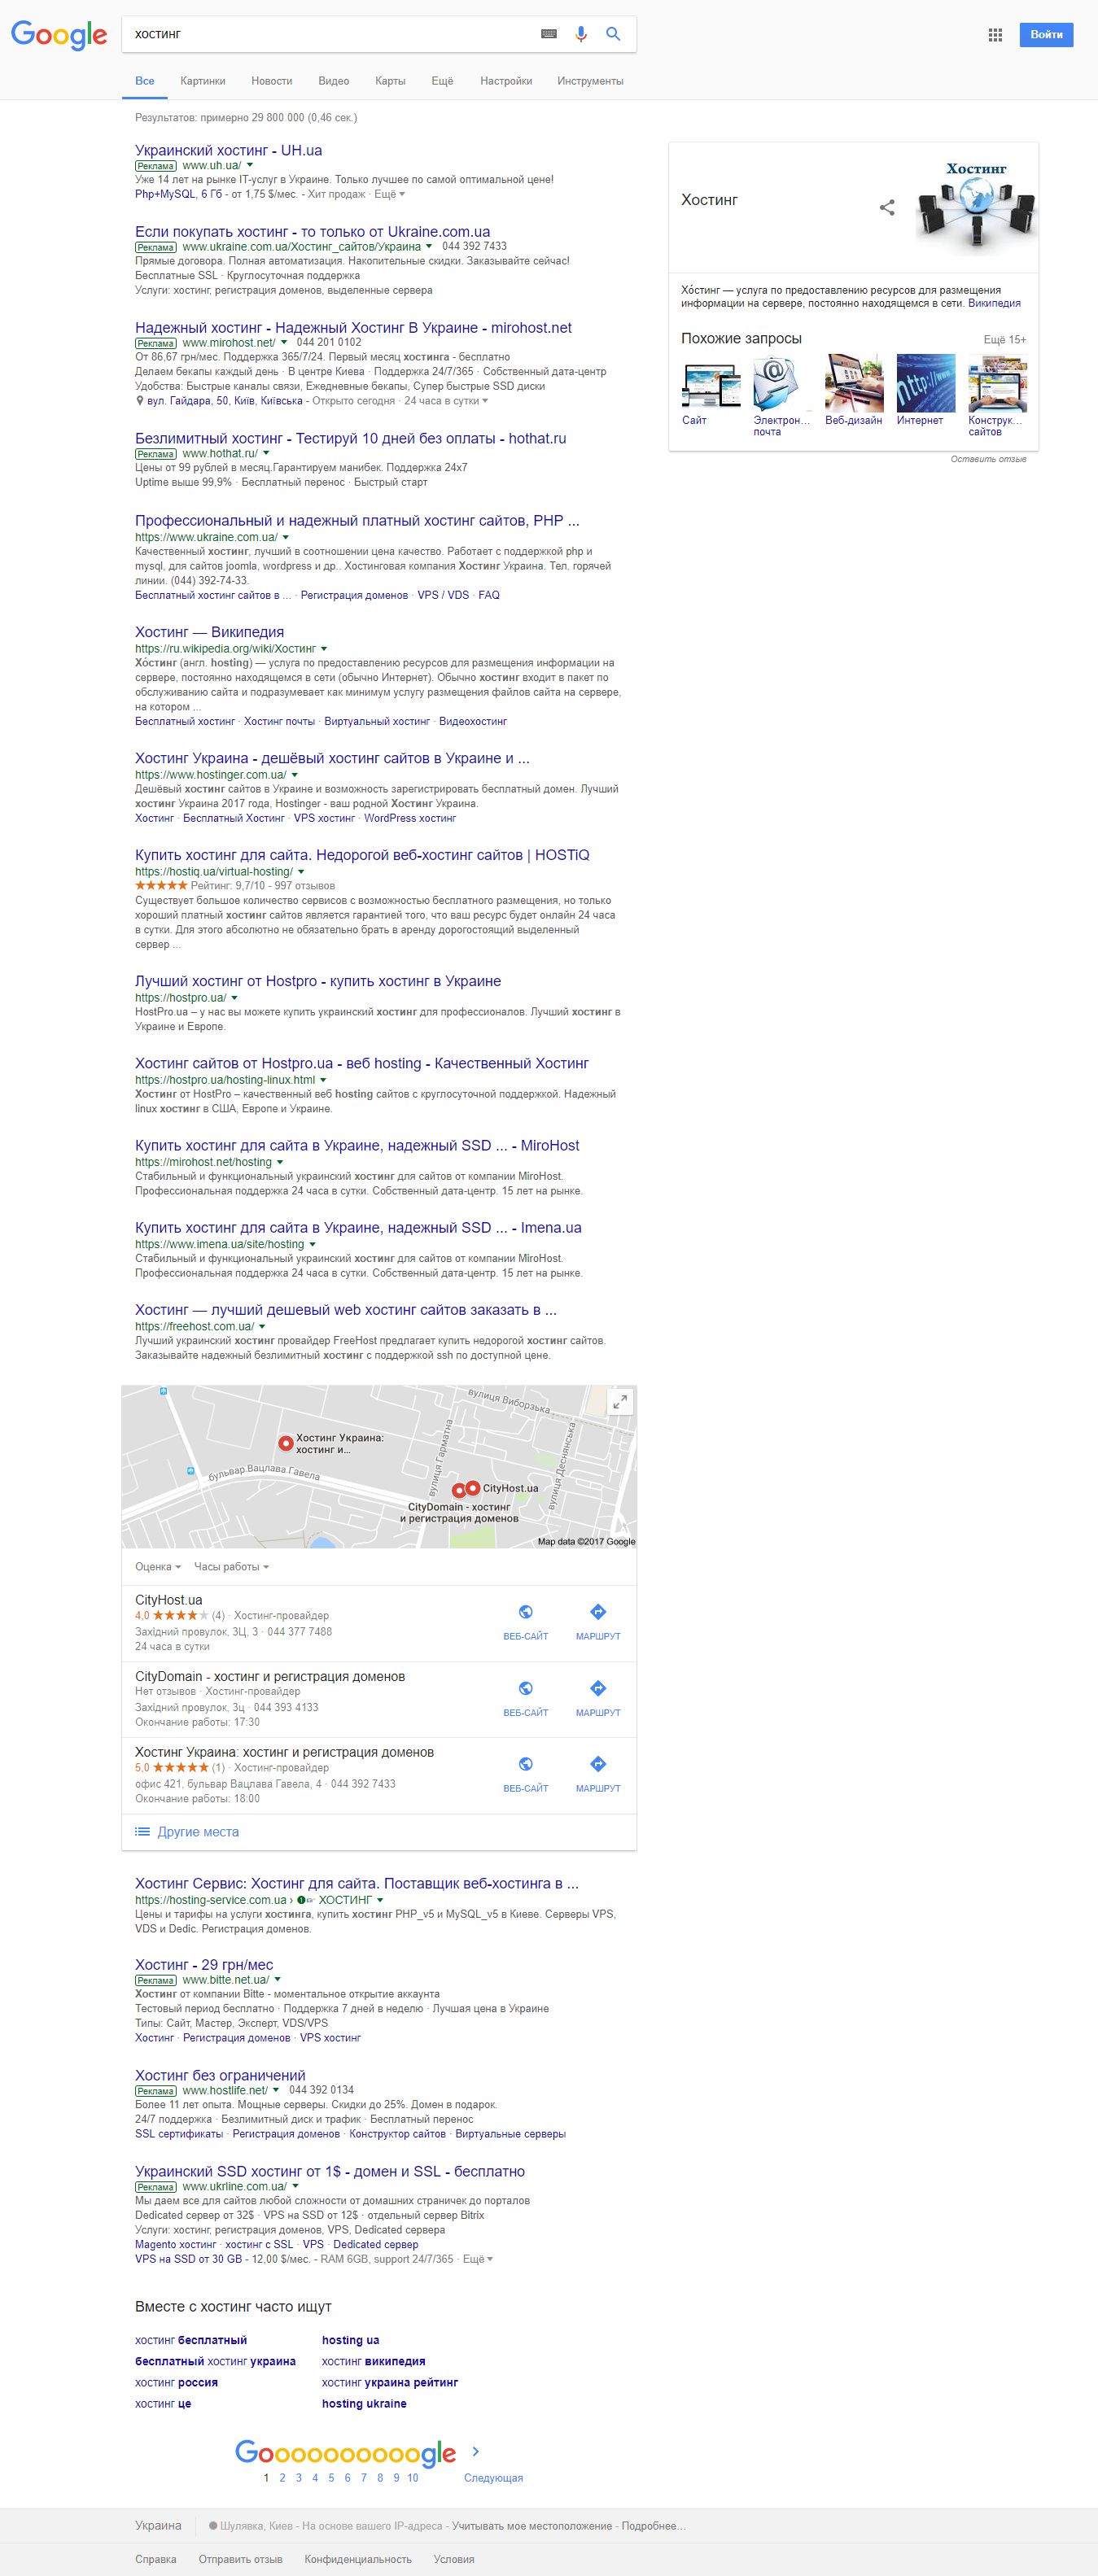 Google
хостинг
Войти
Все Картинки Новости Видео Карты Ещё Настройки Инструменты
Результатов: примерно 29 800 000 (0,46 сек.)
Украинский хостинг - UH.ua
Реклама www.uh.ua/
Уже 14 лет на рынке IT-услуг в Украине. Только лучшее по самой оптимальной цене!
Php+MySQL, 6 Гб - от 1,75 $/мес. - Хит продаж · Ещё
Если покупать хостинг - то только от Ukraine.com.ua
Реклама www.ukraine.com.ua/Хостинг_сайтов/Украина 044 392 7433
Прямые договора. Полная автоматизация. Накопительные скидки. Заказывайте сейчас!
Бесплатные SSL · Круглосуточная поддержка
Услуги: хостинг, регистрация доменов, выделенные сервера
Надежный хостинг - Надежный Хостинг В Украине - mirohost.net
Реклама www.mirohost.net/ 044 201 0102
От 86,67 грн/мес. Поддержка 365/7/24. Первый месяц хостинга - бесплатно
Делаем бекапы каждый день · В центре Киева · Поддержка 24/7/365 · Собственный дата-центр
Удобства: Быстрые каналы связи, Ежедневные бекапы, Супер быстрые SSD диски
вул. Гайдара, 50, Київ, Київська - Открыто сегодня · 24 часа в сутки
Безлимитный хостинг - Тестируй 10 дней без оплаты - hothat.ru
Реклама www.hothat.ru/
Цены от 99 рублей в месяц.Гарантируем манибек. Поддержка 24x7
Uptime выше 99,9% · Бесплатный перенос · Быстрый старт
Профессиональный и надежный платный хостинг сайтов, PHP ...
https://www.ukraine.com.ua/
Качественный хостинг, лучший в соотношении цена качество. Работает с поддержкой php и
mysql, для сайтов joomla, wordpress и др.. Хостинговая компания Хостинг Украина. Тел. горячей
линии. (044) 392-74-33.
Бесплатный хостинг сайтов в ... · Регистрация доменов · VPS / VDS · FAQ
Хостинг — Википедия
https://ru.wikipedia.org/wiki/Хостинг
Хо́стинг (англ. hosting) — услуга по предоставлению ресурсов для размещения информации на
сервере, постоянно находящемся в сети (обычно Интернет). Обычно хостинг входит в пакет по
обслуживанию сайта и подразумевает как минимум услугу размещения файлов сайта на сервере,
на котором ...
Бесплатный хостинг · Хостинг почты · Виртуальный хостинг · Видеохостинг
Хостинг Украина - дешёвый хостинг сайтов в Украине и ...
https://www.hostinger.com.ua/
Дешёвый хостинг сайтов в Украине и возможность зарегистрировать бесплатный домен. Лучший
хостинг Украина 2017 года, Hostinger - ваш родной Хостинг Украина.
Хостинг · Бесплатный Хостинг · VPS хостинг · WordPress хостинг
Купить хостинг для сайта. Недорогой веб-хостинг сайтов | HOSTiQ
https://hostiq.ua/virtual-hosting/
Рейтинг: 9,7/10 - 997 отзывов
Существует большое количество сервисов с возможностью бесплатного размещения, но только
хороший платный хостинг сайтов является гарантией того, что ваш ресурс будет онлайн 24 часа
в сутки. Для этого абсолютно не обязательно брать в аренду дорогостоящий выделенный
сервер ...
Лучший хостинг от Hostpro - купить хостинг в Украине
https://hostpro.ua/
HostPro.ua – у нас вы можете купить украинский хостинг для профессионалов. Лучший хостинг в
Украине и Европе.
Хостинг сайтов от Hostpro.ua - веб hosting - Качественный Хостинг
https://hostpro.ua/hosting-linux.html
Хостинг от HostPro – качественный веб hosting сайтов с круглосуточной поддержкой. Надежный
linux хостинг в США, Европе и Украине.
Купить хостинг для сайта в Украине, надежный SSD ... - MiroHost
https://mirohost.net/hosting
Стабильный и функциональный украинский хостинг для сайтов от компании MiroHost.
Профессиональная поддержка 24 часа в сутки. Собственный дата-центр. 15 лет на рынке.
Купить хостинг для сайта в Украине, надежный SSD ... - Imena.ua
https://www.imena.ua/site/hosting
Стабильный и функциональный украинский хостинг для сайтов от компании MiroHost.
Профессиональная поддержка 24 часа в сутки. Собственный дата-центр. 15 лет на рынке.
Хостинг — лучший дешевый web хостинг сайтов заказать в ...
https://freehost.com.ua/
Лучший украинский хостинг провайдер FreeHost предлагает купить недорогой хостинг сайтов.
Заказывайте надежный безлимитный хостинг с поддержкой ssh по доступной цене.
вулиця Виборзька
вулиця Гарматна
вулиця Деснянська
бульвар Вацлава Гавела
Хостинг Украина:
хостинг и...
CityHost.ua
CityDomain - хостинг
и регистрация доменов
Map data ©2017 Google
Оценка Часы работы
CityHost.ua
4,0 (4) · Хостинг-провайдер
Західний провулок, 3Ц, 3 · 044 377 7488
24 часа в сутки
ВЕБ-САЙТ МАРШРУТ
CityDomain - хостинг и регистрация доменов
Нет отзывов · Хостинг-провайдер
Західний провулок, 3ц · 044 393 4133
Окончание работы: 17:30
ВЕБ-САЙТ МАРШРУТ
Хостинг Украина: хостинг и регистрация доменов
5,0 (1) · Хостинг-провайдер
офис 421, бульвар Вацлава Гавела, 4 · 044 392 7433
Окончание работы: 18:00
ВЕБ-САЙТ МАРШРУТ
Другие места
Хостинг Сервис: Хостинг для сайта. Поставщик веб-хостинга в ...
https://hosting-service.com.ua › ХОСТИНГ
Цены и тарифы на услуги хостинга, купить хостинг PHP_v5 и MySQL_v5 в Киеве. Серверы VPS,
VDS и Dedic. Регистрация доменов.
Хостинг - 29 грн/мес
Реклама www.bitte.net.ua/
Хостинг от компании Bitte - моментальное открытие аккаунта
Тестовый период бесплатно · Поддержка 7 дней в неделю · Лучшая цена в Украине
Типы: Сайт, Мастер, Эксперт, VDS/VPS
Хостинг · Регистрация доменов · VPS хостинг
Хостинг без ограничений
Реклама www.hostlife.net/ 044 392 0134
Более 11 лет опыта. Мощные серверы. Скидки до 25%. Домен в подарок.
24/7 поддержка · Безлимитный диск и трафик · Бесплатный перенос
SSL сертификаты · Регистрация доменов · Конструктор сайтов · Виртуальные серверы
Украинский SSD хостинг от 1$ - домен и SSL - бесплатно
Реклама www.ukrline.com.ua/
Мы даем все для сайтов любой сложности от домашних страничек до порталов
Dedicated сервер от 32$ · VPS на SSD от 12$ · отдельный сервер Bitrix
Услуги: хостинг, регистрация доменов, VPS, Dedicated сервера
Magento хостинг · хостинг с SSL · VPS · Dedicated сервер
VPS на SSD от 30 GB - 12,00 $/мес. - RAM 6GB, support 24/7/365 · Ещё
Вместе с хостинг часто ищут
хостинг бесплатный hosting ua
бесплатный хостинг украина хостинг википедия
хостинг россия хостинг украина рейтинг
хостинг це hosting ukraine
Goooooooooogle
1 2 3 4 5 6 7 8 9 10 Следующая
Украина Шулявка, Киев - На основе вашего IP-адреса - Учитывать мое местоположение - Подробнее...
Справка Отправить отзыв Конфиденциальность Условия
Хостинг
Хостинг
Хо́стинг — услуга по предоставлению ресурсов для размещения
информации на сервере, постоянно находящемся в сети. Википедия
Похожие запросы Ещё 15+
http://www.
Сайт Электрон... Веб-дизайн Интернет Конструк...
почта сайтов
Оставить отзыв